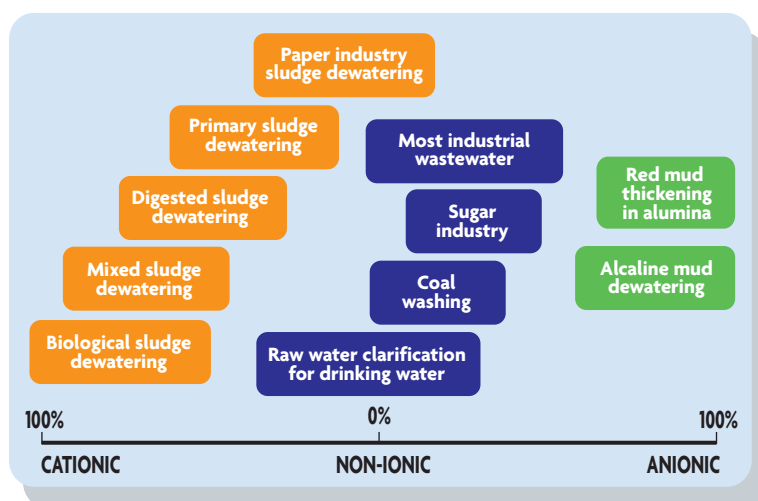 Paper industry
sludge dewatering
Primary sludge
dewatering
Most industrial
wastewater
Red mud
thickening
in alumina
Digested sludge
dewatering
Sugar
industry
Mixed sludge
dewatering
Coal
washing
Alcaline mud
dewatering
Biological sludge
dewatering
Raw water clarification
for drinking water
100%
0%
100%
CATIONIC
NON-IONIC
ANIONIC